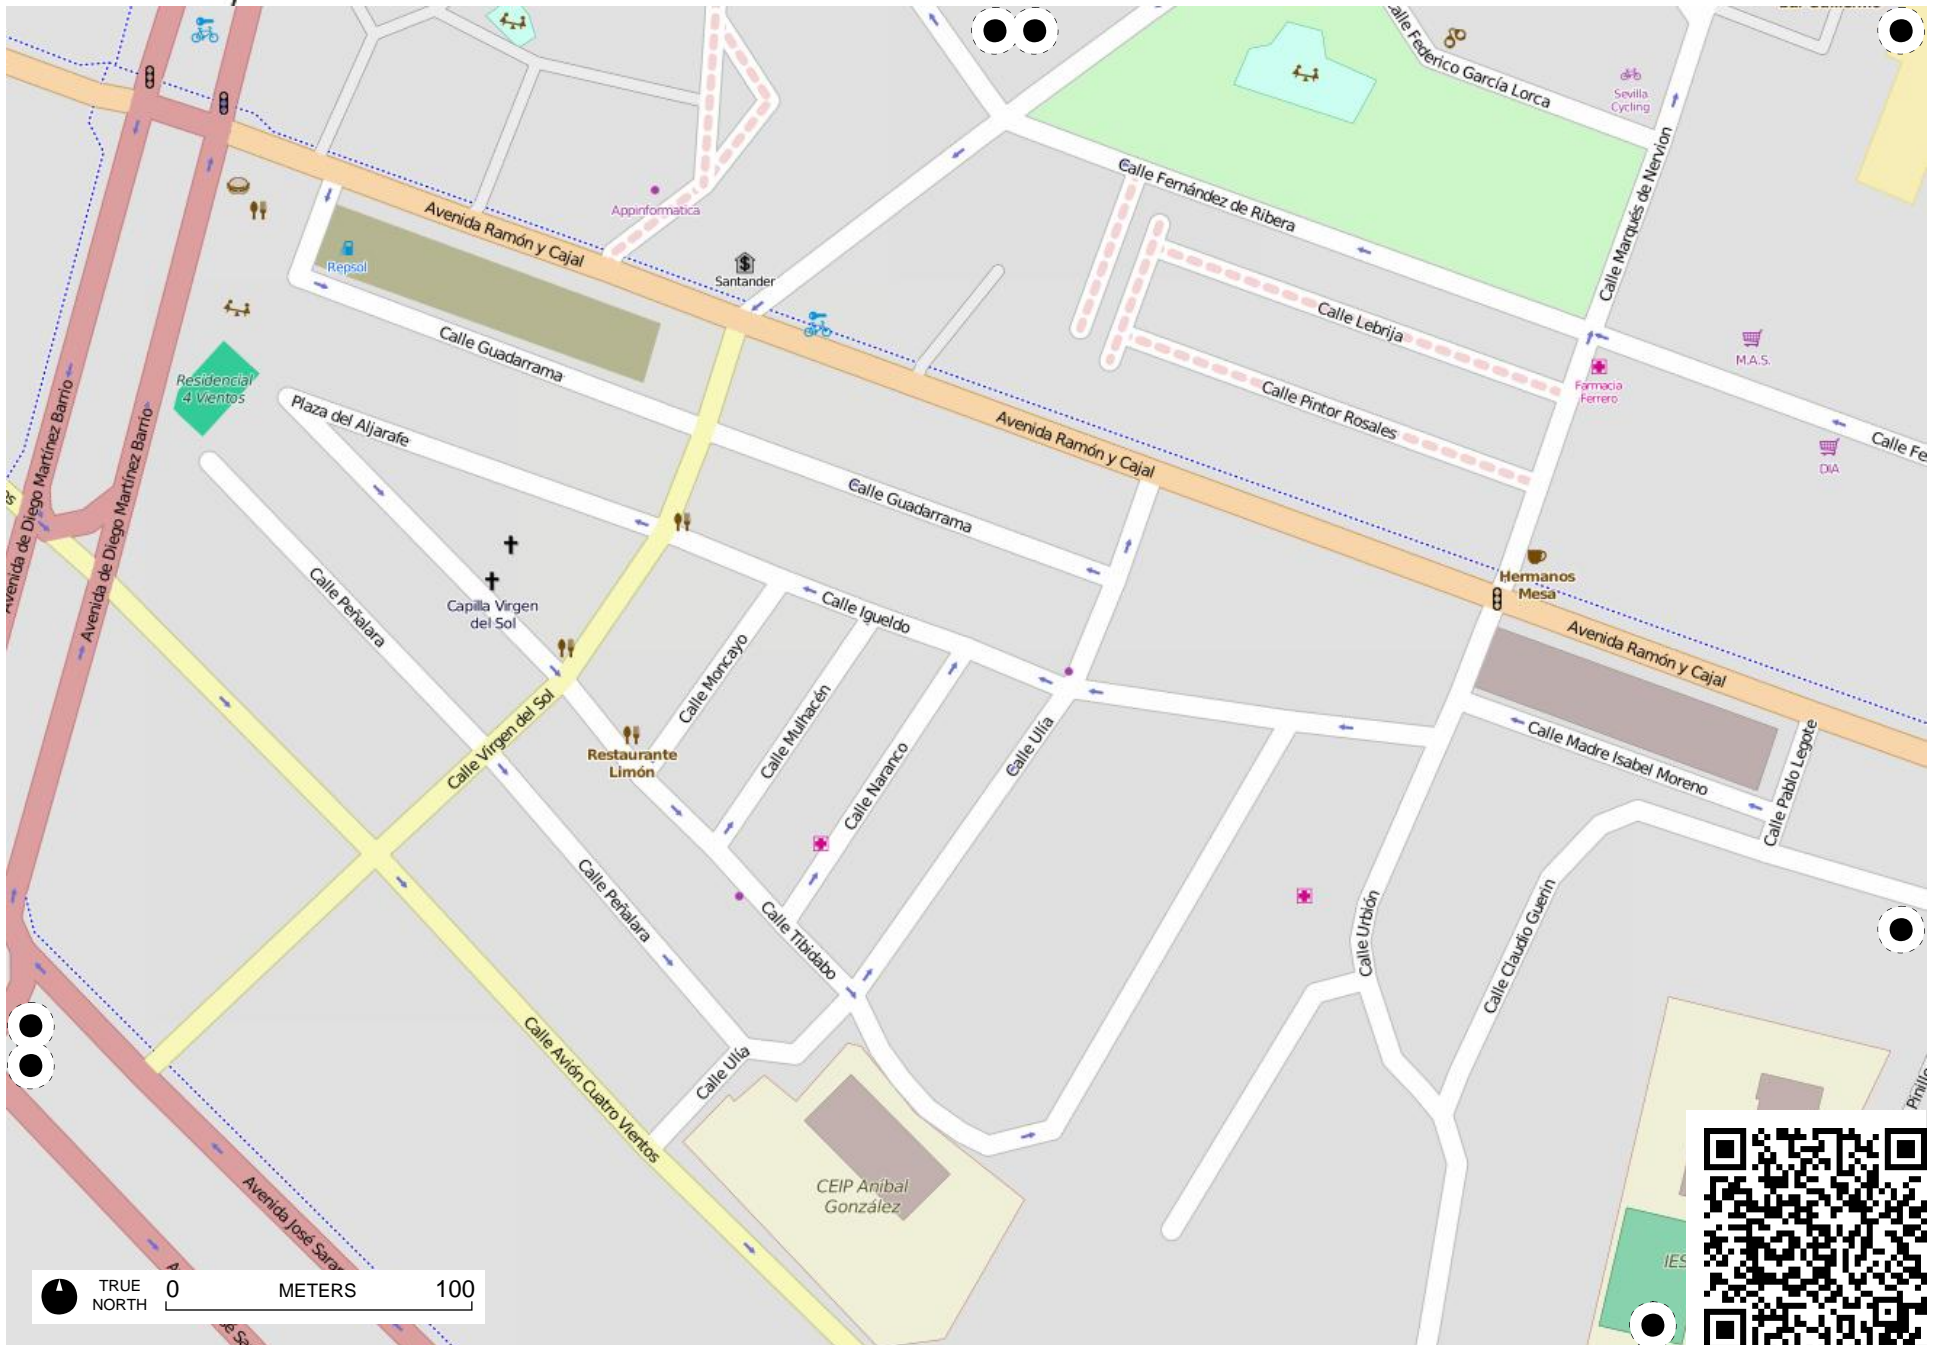 Calle Federico García Lorca
Sevilla
Cycling
Calle Marqués de Nervion
Calle Fernández de Ribera
Appinformatica
Avenida Ramón y Cajal
Repsol
Santander
Calle Lebrija
M.A.S.
Calle Guadarrama
Farmacia
Ferrero
Residencial
4 Vientos
Calle Pintor Rosales
Plaza del Aljarafe
Avenida Ramón y Cajal
Calle Fe
DIA
Avenida de Diego Martínez Barrio
Avenida de Diego Martínez Barrio
Calle Guadarrama
Hermanos
Mesa
Calle Peñalara
Capilla Virgen
del Sol
Calle Igueldo
Avenida Ramón y Cajal
Calle Moncayo
Calle Mulhacén
Calle Naranco
Calle Ulía
Calle Virgen del Sol
Restaurante
Limón
Calle Madre Isabel Moreno
Calle Pablo Legote
Calle Peñalara
Calle Tibidabo
Calle Urbión
Calle Claudio Guerin
Calle Avión Cuatro Vientos
Calle Ulía
CEIP Aníbal
González
Pinillo
Avenida José Sara
IES
TRUE
NORTH
0 METERS 100